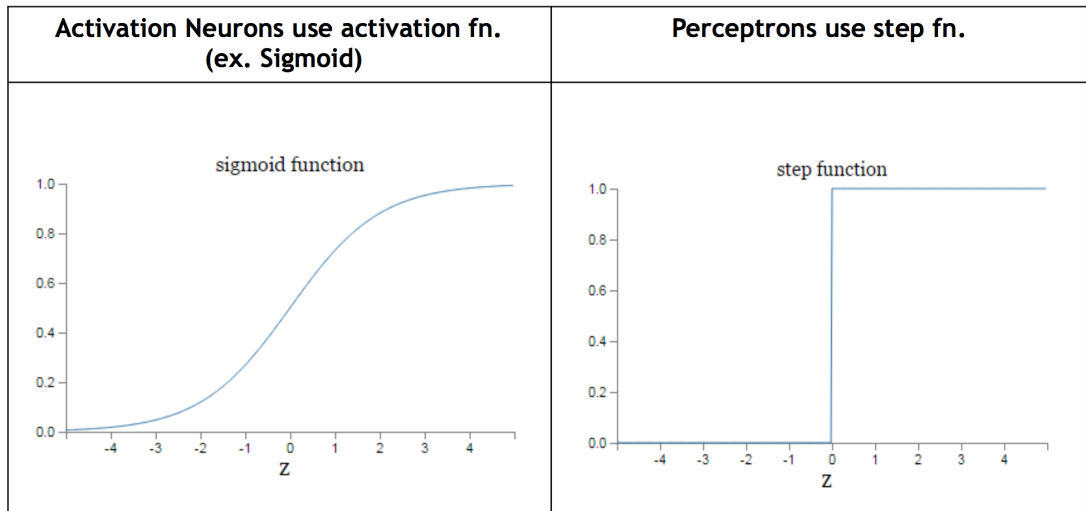 Activation Neurons use activation fn.
(ex. Sigmoid)
Perceptrons use step fn.
sigmoid function
1.0
0.8
0.6
0.4
0.2
0.0
-4 -3 -2 -1 0 1 2 3 4
Z
step function
1.0
0.8
0.6
0.4
0.2
0.0
-4 -3 -2 -1 0 1 2 3 4
Z